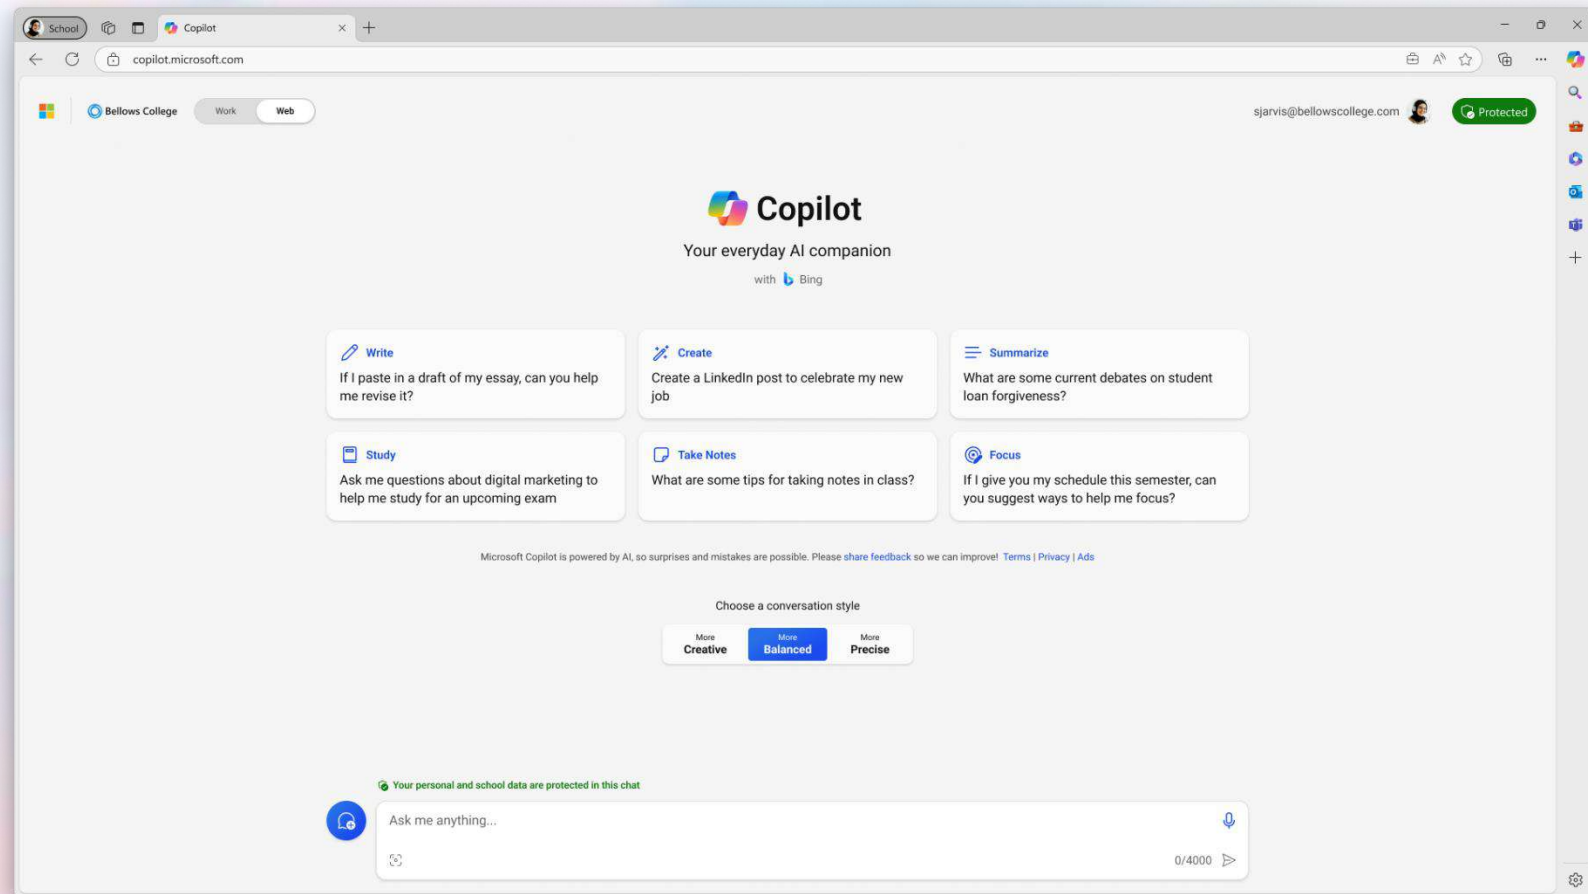 School
Copilot
copilot.microsoft.com
Bellows College
Work
Web
sjarvis@bellowscollege.com
Protected
Copilot
Your everyday AI companion
with Bing
Write
If I paste in a draft of my essay, can you help
me revise it?
Create
Create a LinkedIn post to celebrate my new
job
Summarize
What are some current debates on student
loan forgiveness?
Study
Ask me questions about digital marketing to
help me study for an upcoming exam
Take Notes
What are some tips for taking notes in class?
Focus
If I give you my schedule this semester, can
you suggest ways to help me focus?
Microsoft Copilot is powered by AI, so surprises and mistakes are possible. Please share feedback so we can improve! Terms | Privacy | Ads
Choose a conversation style
More
Creative
More
Balanced
More
Precise
Your personal and school data are protected in this chat
Ask me anything...
0/4000